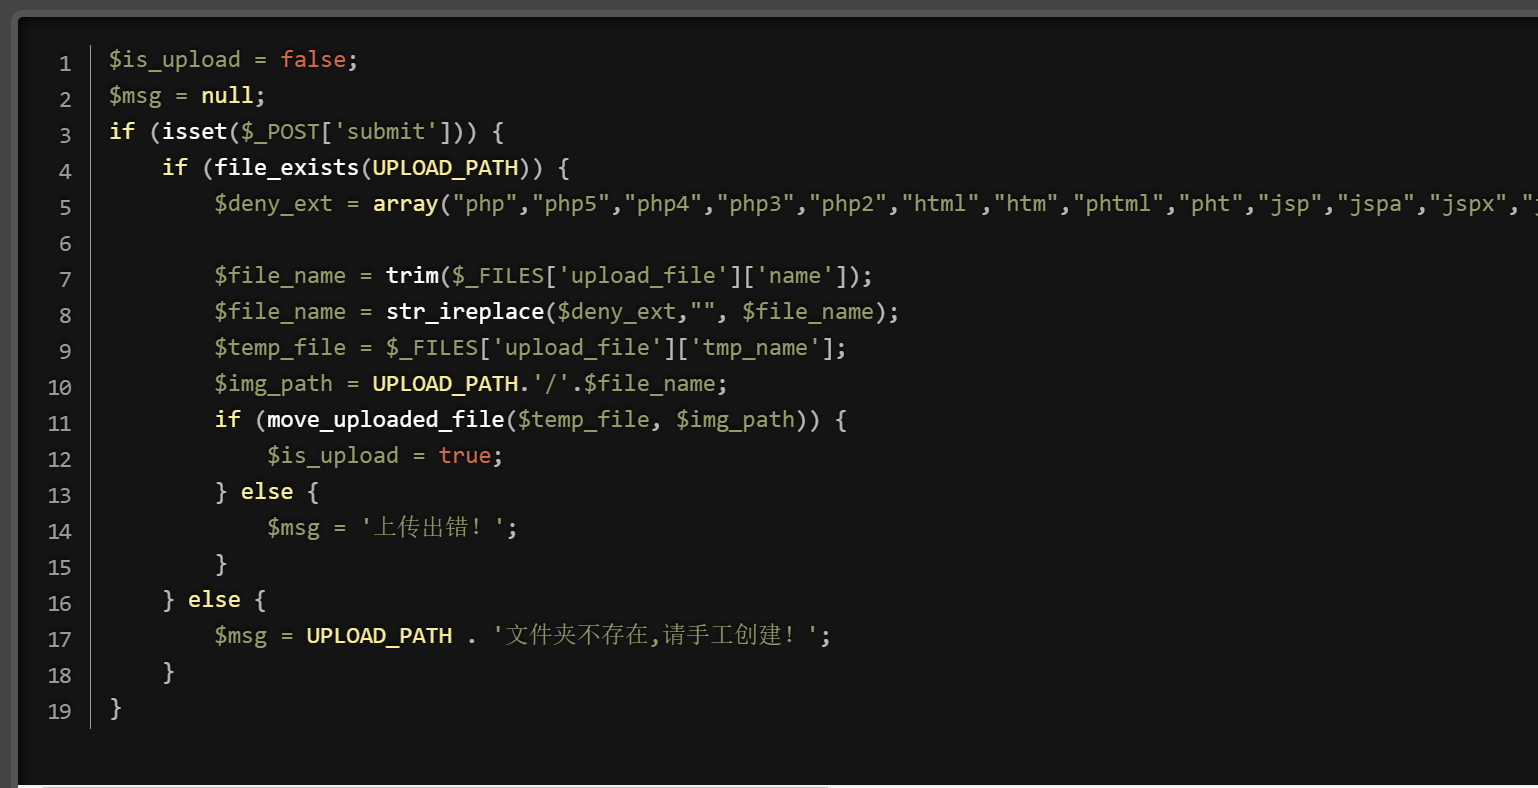 1 $is_upload = false;
2 $msg = null;
3 if (isset($_POST['submit'])) {
4     if (file_exists(UPLOAD_PATH)) {
5         $deny_ext = array("php","php5","php4","php3","php2","html","htm","phtml","pht","jsp","jspa","jspx","
6
7         $file_name = trim($_FILES['upload_file']['name']);
8         $file_name = str_ireplace($deny_ext,"", $file_name);
9         $temp_file = $_FILES['upload_file']['tmp_name'];
10         $img_path = UPLOAD_PATH.'/'.$file_name;
11         if (move_uploaded_file($temp_file, $img_path)) {
12             $is_upload = true;
13         } else {
14             $msg = '上传出错！';
15         }
16     } else {
17         $msg = UPLOAD_PATH . '文件夹不存在,请手工创建！';
18     }
19 }